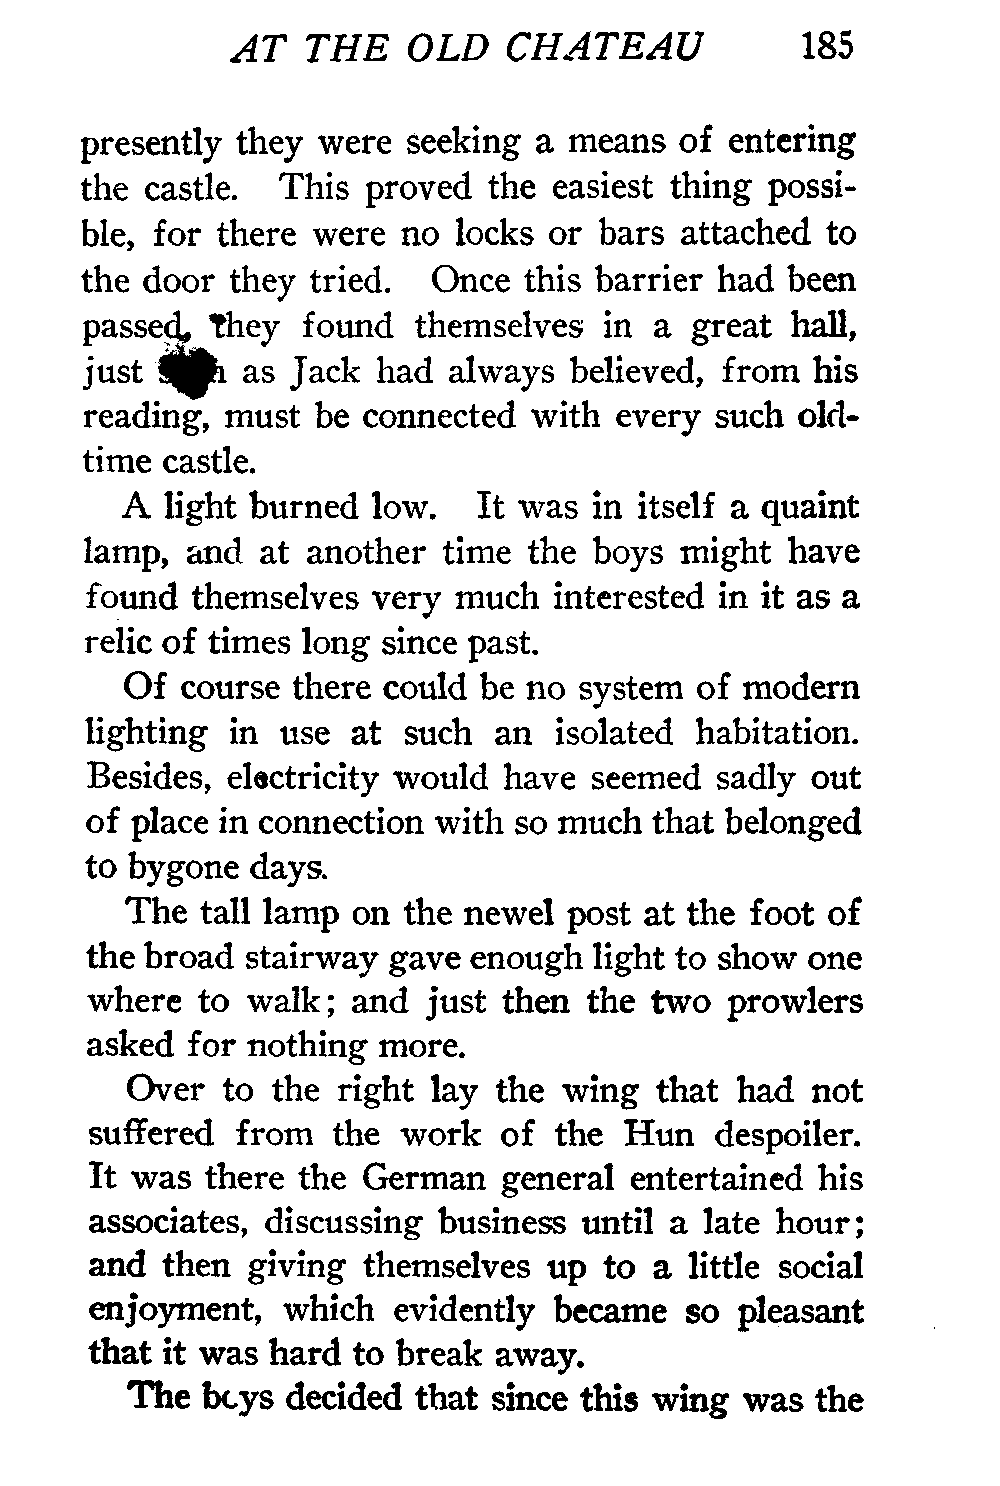 AT THE OLD CHATEAU 185
presently they were seeking a means of entering
the castle. This proved the easiest thing possi-
ble, for there were no locks or bars attached to
the door they tried. Once this barrier had been
passed, they found themselves in a great hall,
just as Jack had always believed, from his
reading, must be connected with every such old-
time castle.
A light burned low. It was in itself a quaint
lamp, and at another time the boys might have
found themselves very much interested in it as a
relic of times long since past.
Of course there could be no system of modern
lighting in use at such an isolated habitation.
Besides, electricity would have seemed sadly out
of place in connection with so much that belonged
to bygone days.
The tall lamp on the newel post at the foot of
the broad stairway gave enough light to show one
where to walk; and just then the two prowlers
asked for nothing more.
Over to the right lay the wing that had not
suffered from the work of the Hun despoiler.
It was there the German general entertained his
associates, discussing business until a late hour;
and then giving themselves up to a little social
enjoyment, which evidently became so pleasant
that it was hard to break away.
The boys decided that since this wing was the